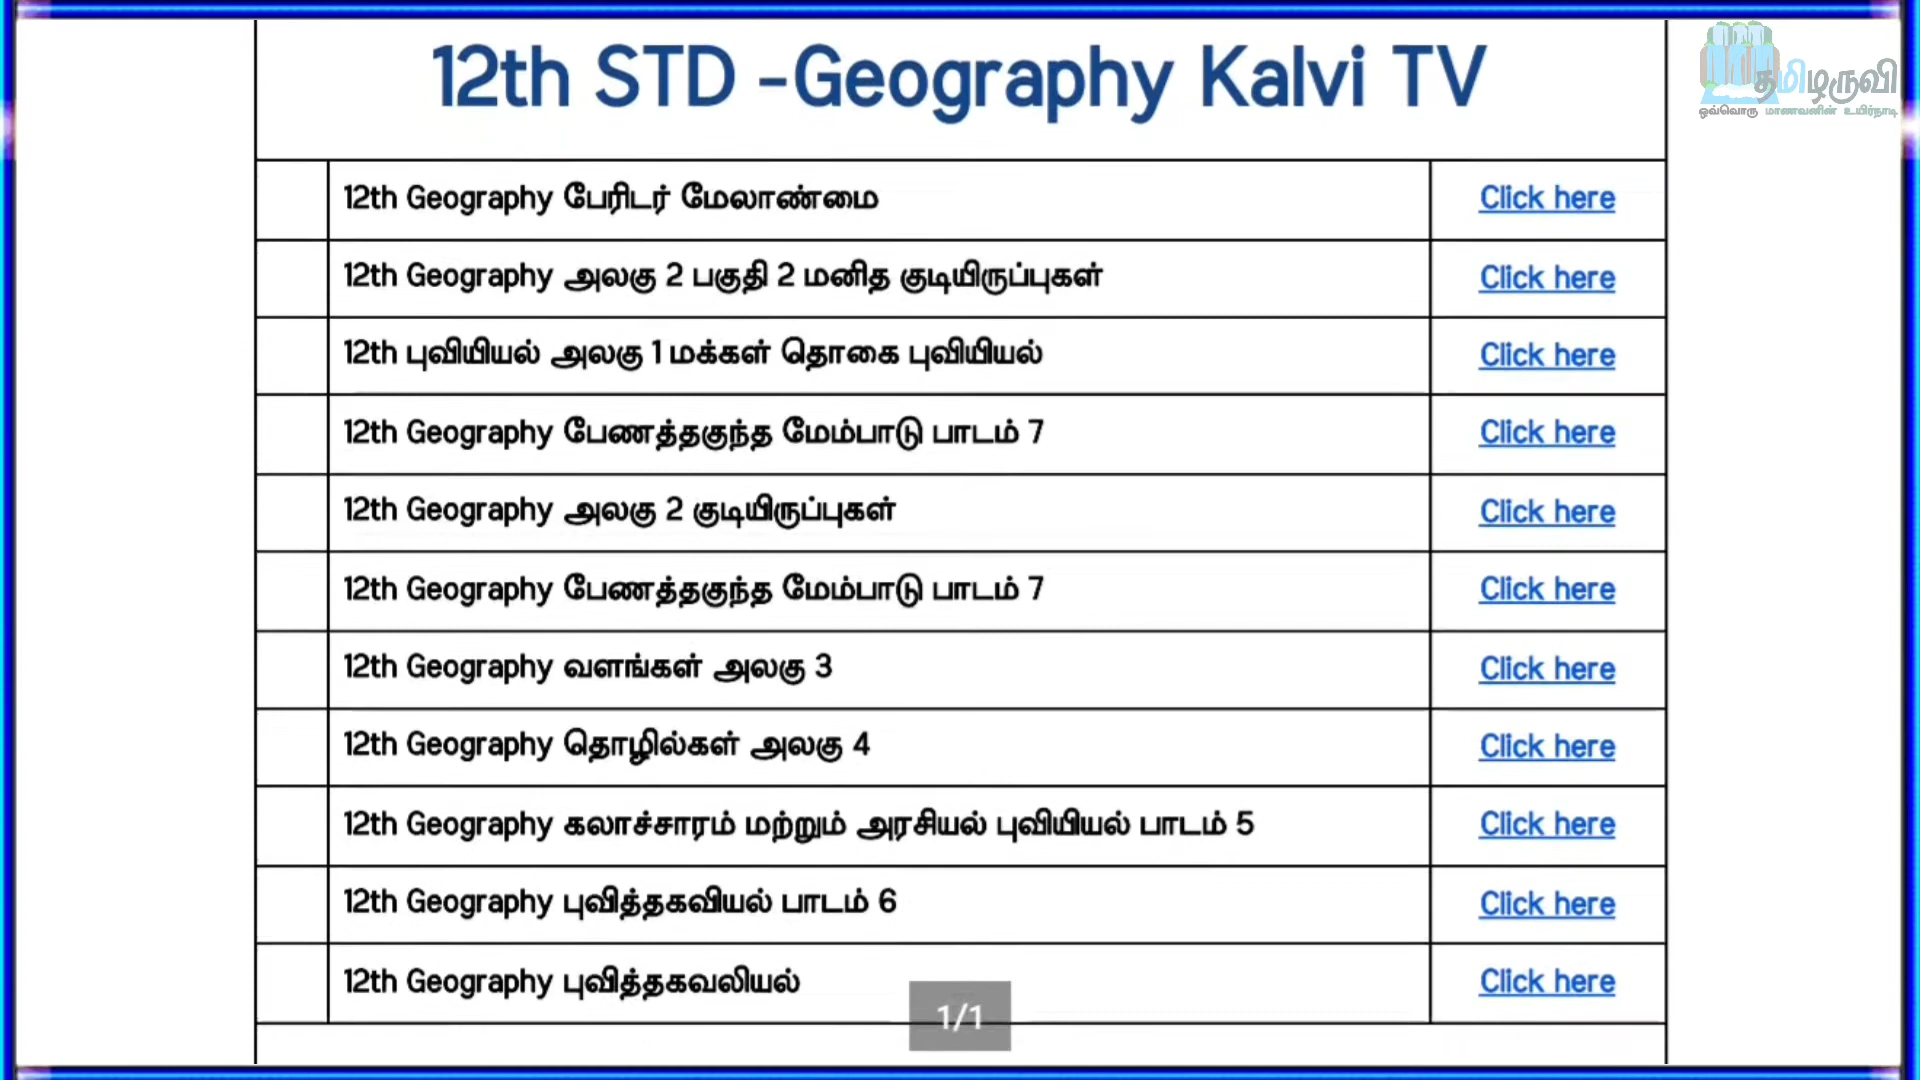 12th STD -Geography Kalvi TV
தமிழருவி
ஒவ்வொரு மாணவனின் உயிர்நாடி
12th Geography பேரிடர் மேலாண்மை Click here
12th Geography அலகு 2 பகுதி 2 மனித குடியிருப்புகள் Click here
12th புவியியல் அலகு 1 மக்கள் தொகை புவியியல் Click here
12th Geography பேணத்தகுந்த மேம்பாடு பாடம் 7 Click here
12th Geography அலகு 2 குடியிருப்புகள் Click here
12th Geography பேணத்தகுந்த மேம்பாடு பாடம் 7 Click here
12th Geography வளங்கள் அலகு 3 Click here
12th Geography தொழில்கள் அலகு 4 Click here
12th Geography கலாச்சாரம் மற்றும் அரசியல் புவியியல் பாடம் 5 Click here
12th Geography புவித்தகவியல் பாடம் 6 Click here
12th Geography புவித்தகவலியல் Click here
1/1